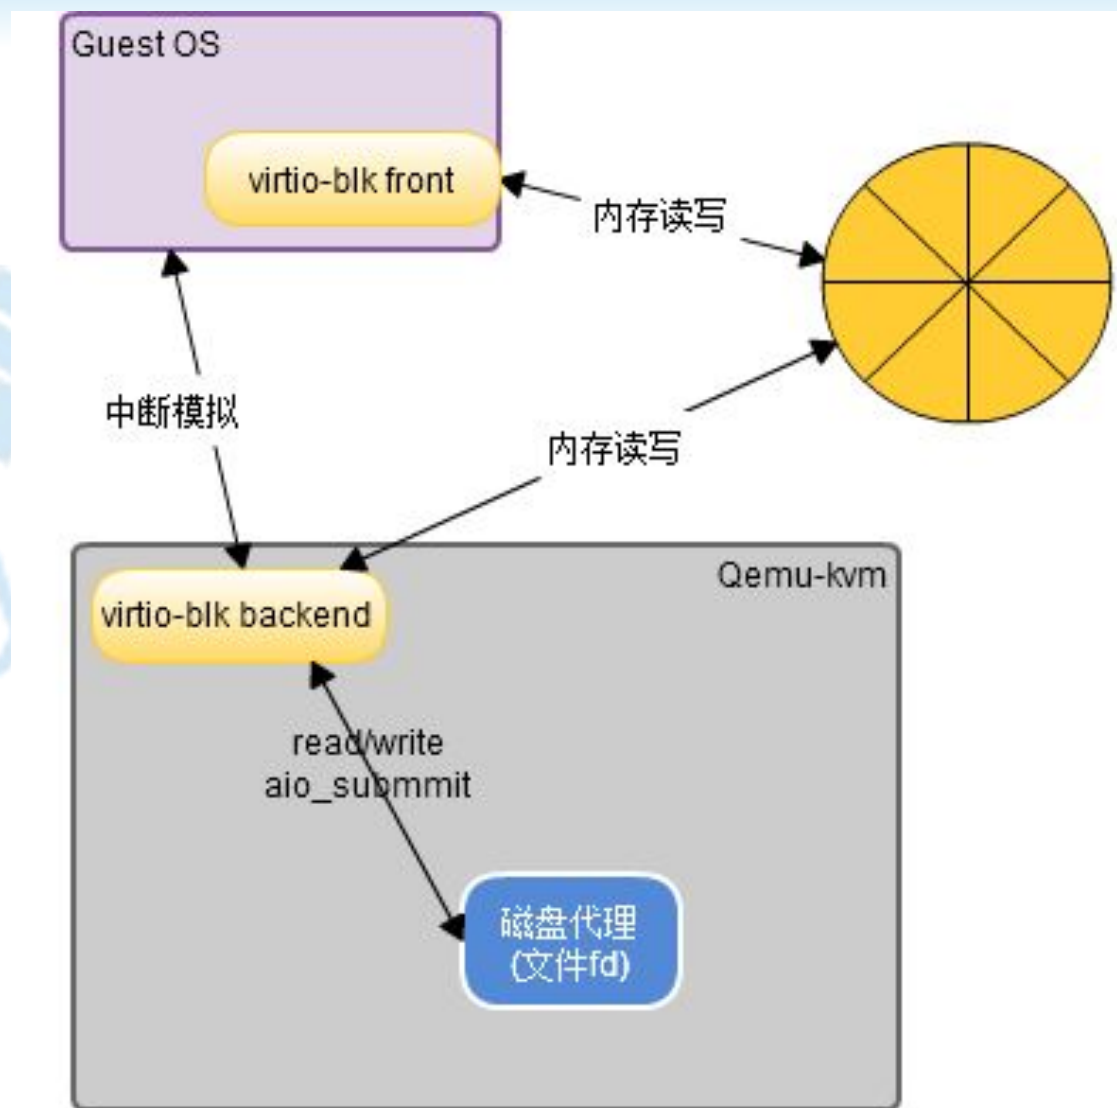 Guest OS
virtio-blk front
内存读写
中断模拟
内存读写
Qemu-kvm
virtio-blk backend
read/write
aio_submmit
磁盘代理
(文件fd)